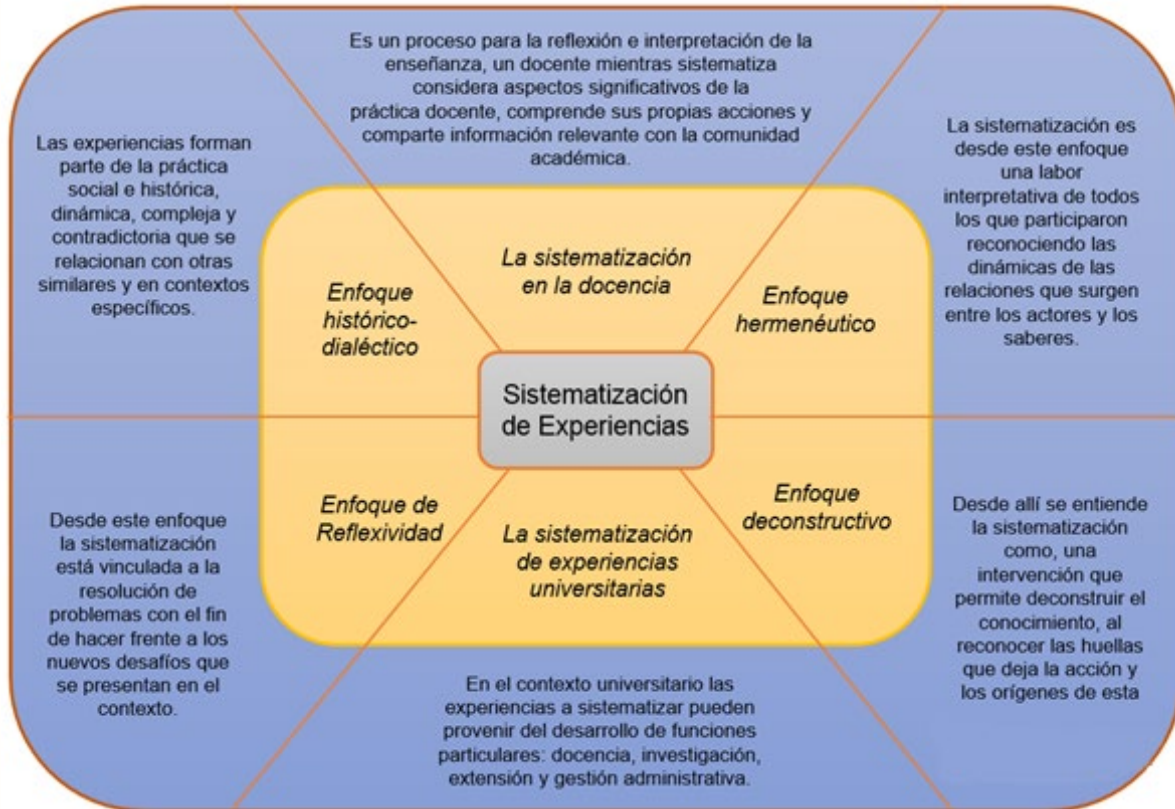 Es un proceso para la reflexión e interpretación de la
enseñanza, un docente mientras sistematiza
considera aspectos significativos de la
práctica docente, comprende sus propias acciones y
comparte información relevante con la comunidad
académica.
Las experiencias forman
parte de la práctica
social e histórica,
dinámica, compleja y
contradictoria que se
relacionan con otras
similares y en contextos
específicos.
La sistematización es
desde este enfoque
una labor
interpretativa de todos
los que participaron
reconociendo las
dinámicas de las
relaciones que surgen
entre los actores y los
saberes.
Enfoque
histórico-
dialéctico
La sistematización
en la docencia
Enfoque
hermenéutico
Sistematización
de Experiencias
Enfoque de
Reflexividad
La sistematización
de experiencias
universitarias
Enfoque
deconstructivo
Desde este enfoque
la sistematización
está vinculada a la
resolución de
problemas con el fin
de hacer frente a los
nuevos desafíos que
se presentan en el
contexto.
Desde allí se entiende
la sistematización
como, una
intervención que
permite deconstruir el
conocimiento, al
reconocer las huellas
que deja la acción y
los orígenes de esta
En el contexto universitario las
experiencias a sistematizar pueden
provenir del desarrollo de funciones
particulares: docencia, investigación,
extensión y gestión administrativa.